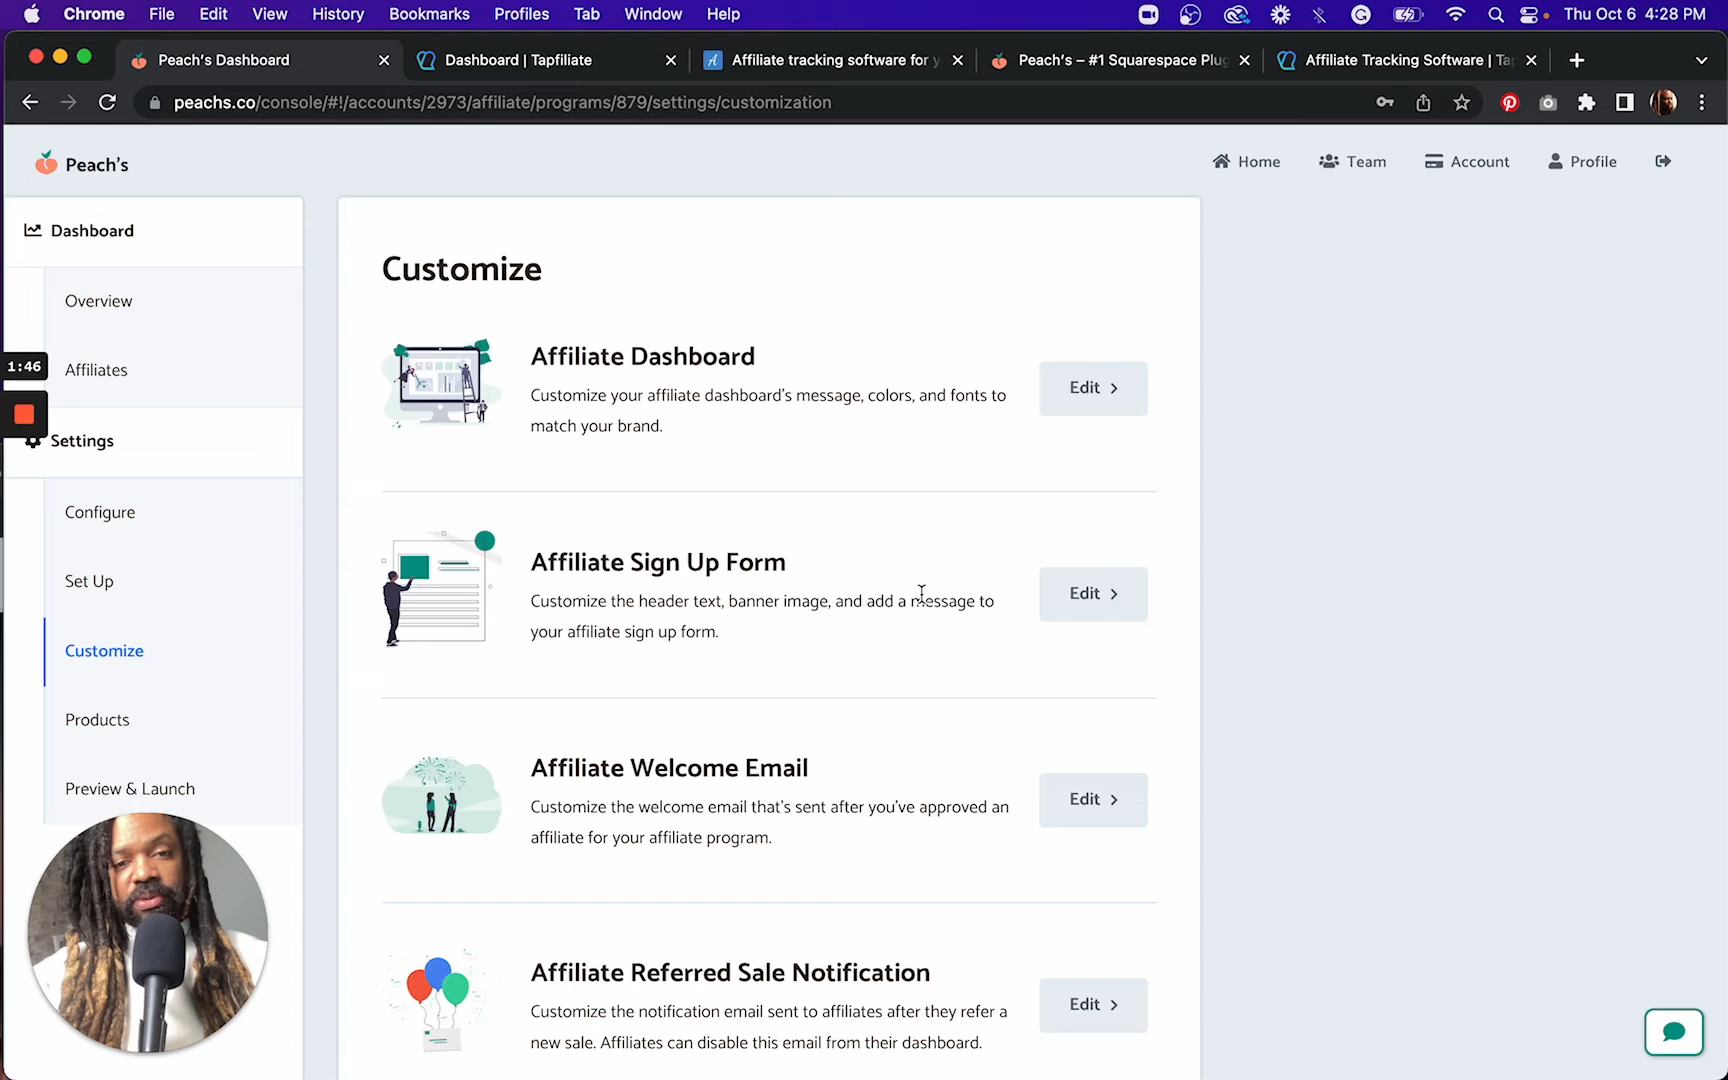 Chrome File Edit View History Bookmarks Profiles Tab Window Help Thu Oct 6 4:28 PM
Peach's Dashboard Dashboard | Tapfiliate Affiliate tracking software for y Peach's – #1 Squarespace Plug Affiliate Tracking Software | Ta
peachs.co/console/#!/accounts/2973/affiliate/programs/879/settings/customization
Peach's Home Team Account Profile
Dashboard
Overview
Affiliates
1:46
Settings
Configure
Set Up
Customize
Products
Preview & Launch
Customize
Affiliate Dashboard
Customize your affiliate dashboard's message, colors, and fonts to
match your brand.
Edit
Affiliate Sign Up Form
Customize the header text, banner image, and add a message to
your affiliate sign up form.
Edit
Affiliate Welcome Email
Customize the welcome email that's sent after you've approved an
affiliate for your affiliate program.
Edit
Affiliate Referred Sale Notification
Customize the notification email sent to affiliates after they refer a
new sale. Affiliates can disable this email from their dashboard.
Edit